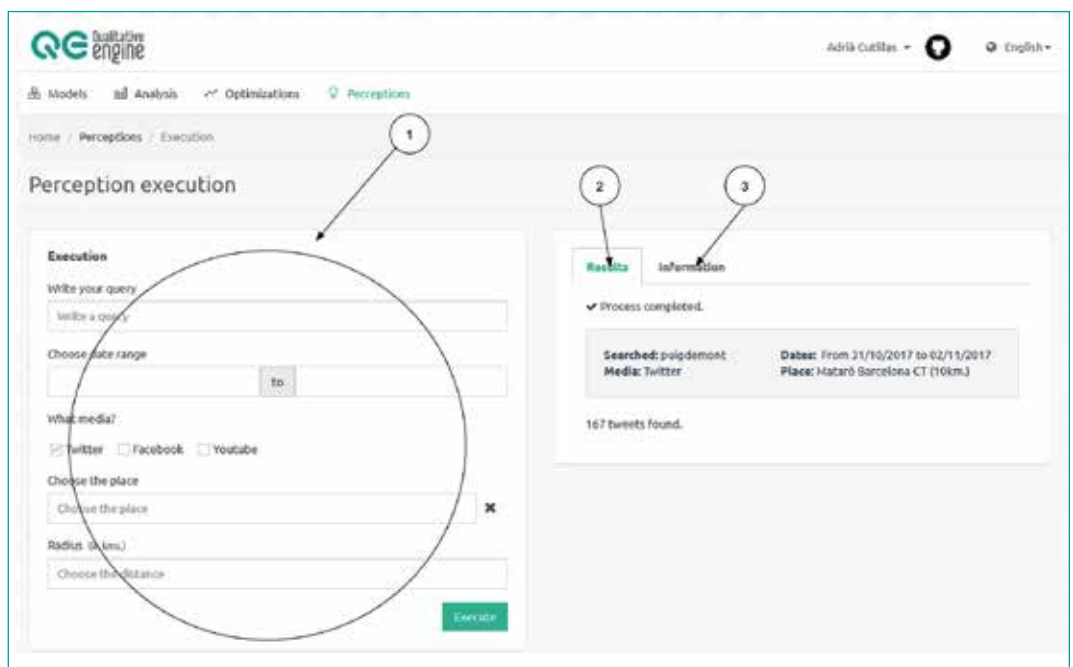 QE Qualitative engine
Adrià Cutillas
English
Models Analysis Optimizations Perceptions
Home / Perceptions / Execution
1
Perception execution
2
3
Execution
Write your query
Write a query
Choose date range
to
What media?
Twitter Facebook Youtube
Choose the place
Choose the place
Radius (in kms.)
Choose the distance
Execute
Results Information
Process completed.
Searched: puigdemont Dates: From 31/10/2017 to 02/11/2017
Media: Twitter Place: Mataró Barcelona CT (10km.)
167 tweets found.